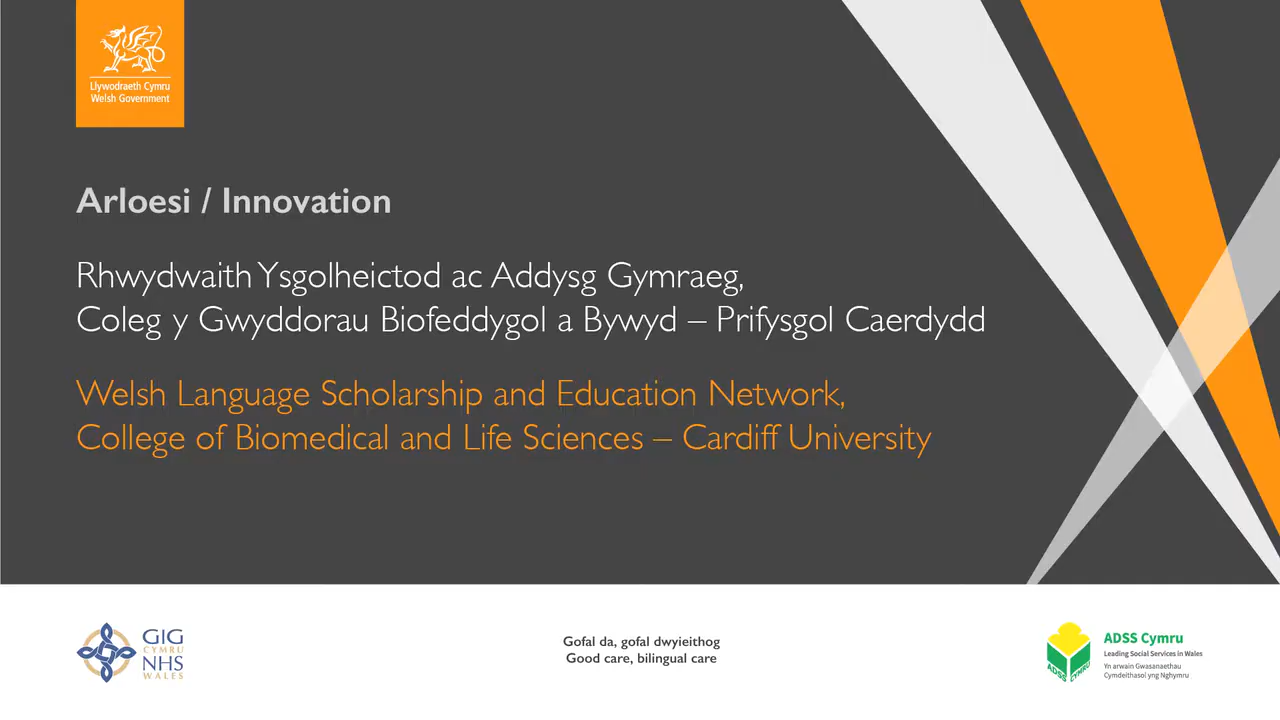 Llywodraeth Cymru
Welsh Government
Arloesi / Innovation
Rhwydwaith Ysgolheictod ac Addysg Gymraeg,
Coleg y Gwyddorau Biofeddygol a Bywyd – Prifysgol Caerdydd
Welsh Language Scholarship and Education Network,
College of Biomedical and Life Sciences – Cardiff University
GIG
CYMRU
NHS
WALES
Gofal da, gofal dwyieithog
Good care, bilingual care
ADSS CYMRU
ADSS Cymru
Leading Social Services in Wales
Yn arwain Gwasanaethau
Cymdeithasol yng Nghymru